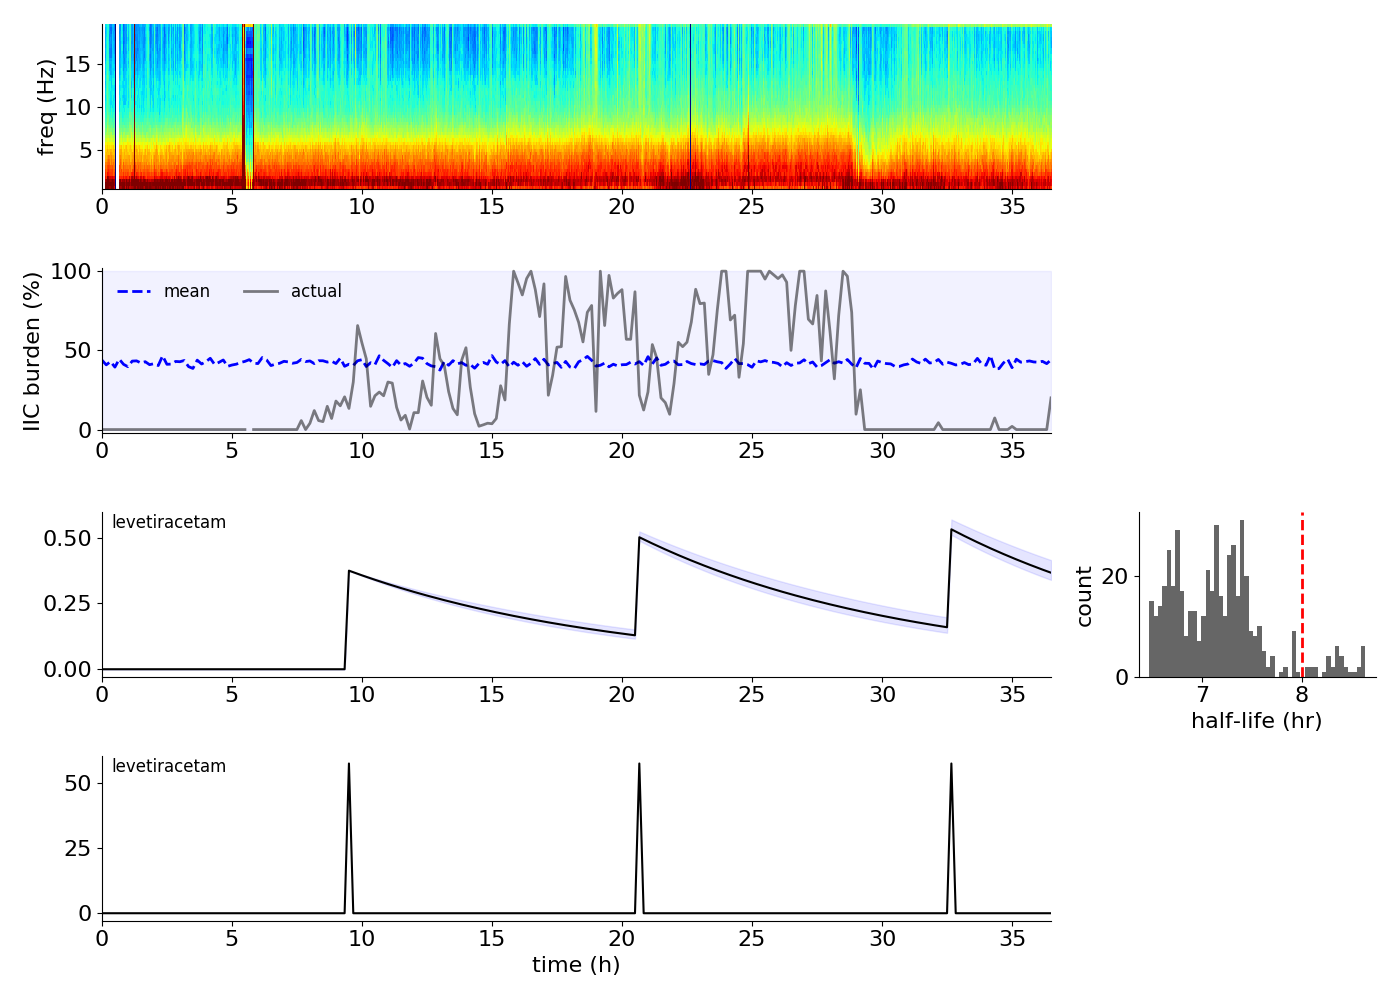 freq (Hz)
15
10
5
0 5 10 15 20 25 30 35
IIC burden (%)
100
50
0
mean actual
0 5 10 15 20 25 30 35
levetiracetam
0.50
0.25
0.00
0 5 10 15 20 25 30 35
count
20
0
7 8
half-life (hr)
levetiracetam
50
25
0
0 5 10 15 20 25 30 35
time (h)